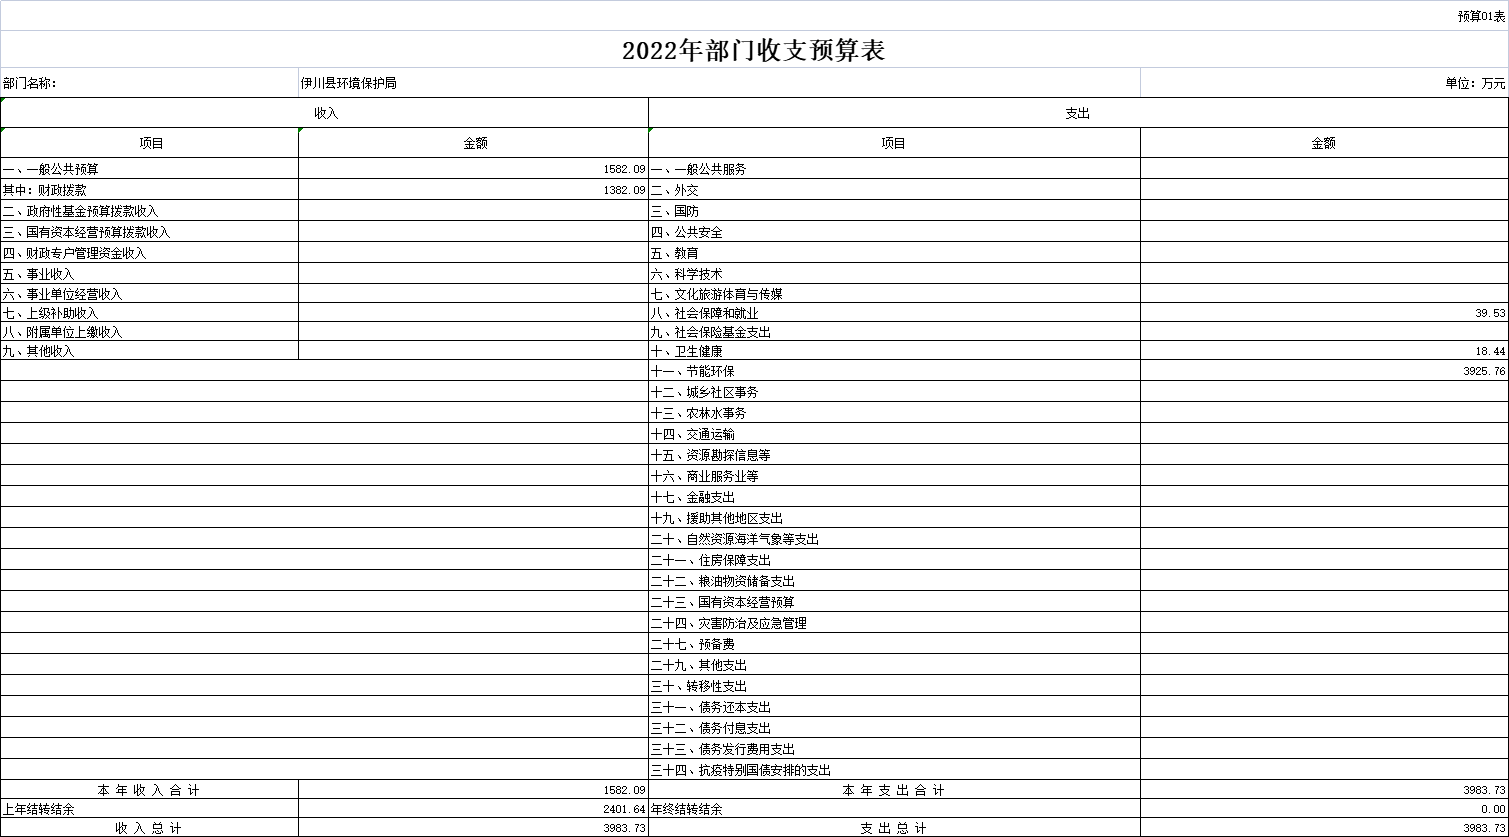 预算01表
2022年部门收支预算表
部门名称： 伊川县环境保护局 单位：万元
收入 支出
项目 金额 项目 金额
一、一般公共预算 1582.09 一、一般公共服务
其中：财政拨款 1382.09 二、外交
二、政府性基金预算拨款收入 三、国防
三、国有资本经营预算拨款收入 四、公共安全
四、财政专户管理资金收入 五、教育
五、事业收入 六、科学技术
六、事业单位经营收入 七、文化旅游体育与传媒
七、上级补助收入 八、社会保障和就业 39.53
八、附属单位上缴收入 九、社会保险基金支出
九、其他收入 十、卫生健康 18.44
十一、节能环保 3925.76
十二、城乡社区事务
十三、农林水事务
十四、交通运输
十五、资源勘探信息等
十六、商业服务业等
十七、金融支出
十九、援助其他地区支出
二十、自然资源海洋气象等支出
二十一、住房保障支出
二十二、粮油物资储备支出
二十三、国有资本经营预算
二十四、灾害防治及应急管理
二十七、预备费
二十九、其他支出
三十、转移性支出
三十一、债务还本支出
三十二、债务付息支出
三十三、债务发行费用支出
三十四、抗疫特别国债安排的支出
本 年 收 入 合 计 1582.09 本 年 支 出 合 计 3983.73
上年结转结余 2401.64 年终结转结余 0.00
收 入 总 计 3983.73 支 出 总 计 3983.73